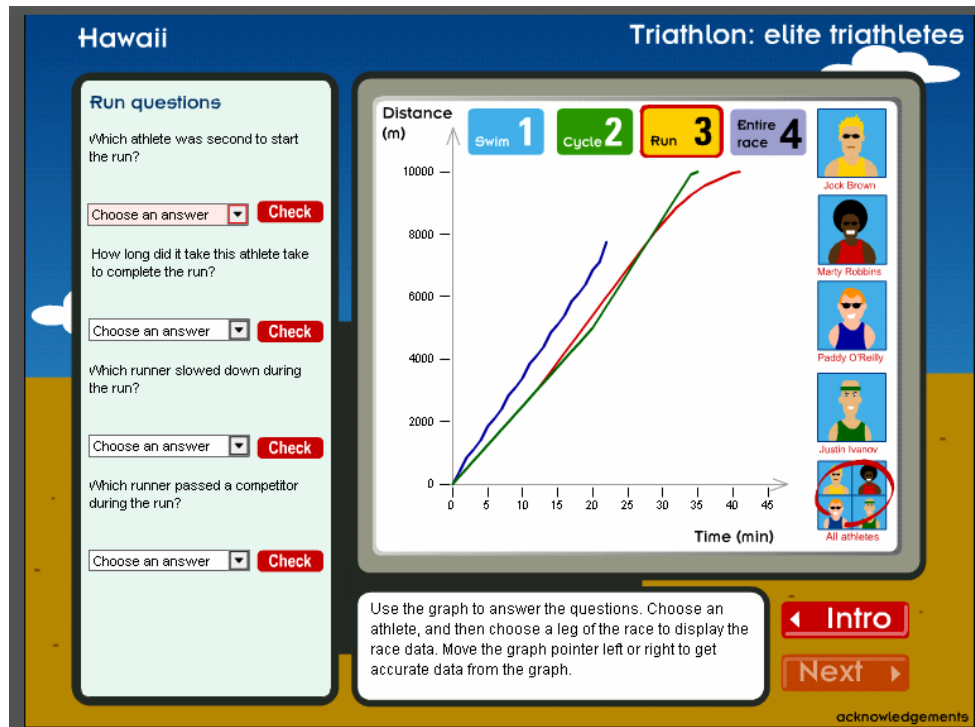 Hawaii
Triathlon: elite triathletes
Run questions
Which athlete was second to start
the run?
Choose an answer
Check
How long did it take this athlete take
to complete the run?
Choose an answer
Check
Which runner slowed down during
the run?
Choose an answer
Check
Which runner passed a competitor
during the run?
Choose an answer
Check
Distance
(m)
Swim 1
Cycle 2
Run 3
Entire
race 4
10000
8000
6000
4000
2000
0
0 5 10 15 20 25 30 35 40 45
Time (min)
Jock Brown
Marty Robbins
Paddy O'Reilly
Justin Ivanov
All athletes
Use the graph to answer the questions. Choose an
athlete, and then choose a leg of the race to display the
race data. Move the graph pointer left or right to get
accurate data from the graph.
Intro
Next
acknowledgements